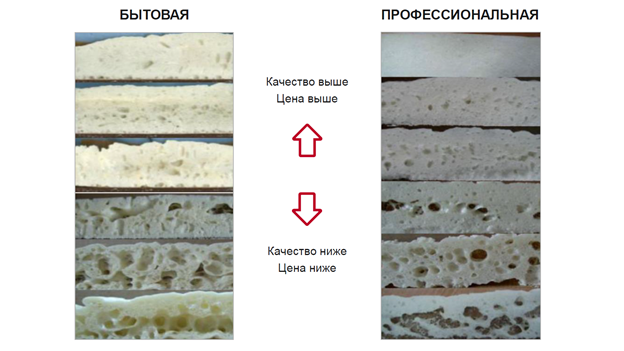 БЫТОВАЯ
ПРОФЕССИОНАЛЬНАЯ
Качество выше
Цена выше
Качество ниже
Цена ниже